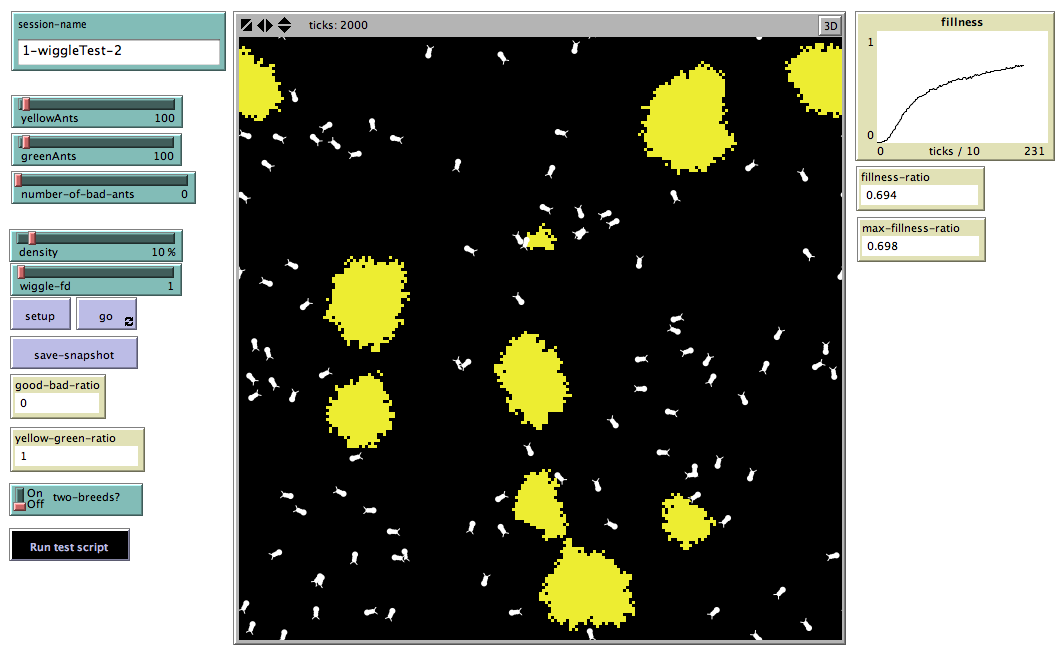 session-name
1-wiggleTest-2
yellowAnts 100
greenAnts 100
number-of-bad-ants 0
density 10 %
wiggle-fd 1
setup
go
save-snapshot
good-bad-ratio
0
yellow-green-ratio
1
On
Off
two-breeds?
Run test script
ticks: 2000
3D
fillness
1
0
0 ticks / 10 231
fillness-ratio
0.694
max-fillness-ratio
0.698